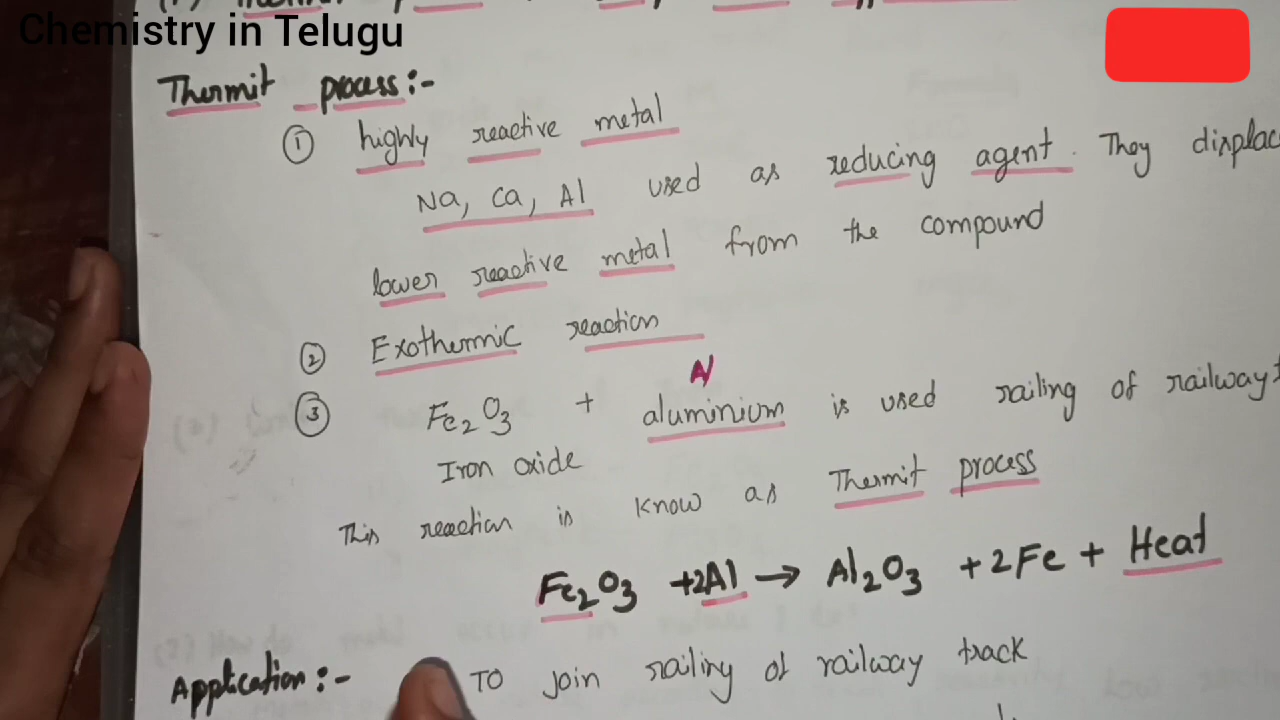 Chemistry in Telugu
Thermit process:-
① highly reactive metal
Na, Ca, Al used as reducing agent. They displac
lower reactive metal from the compound
② Exothermic reaction
Al
③ Fe2O3 + aluminium is used railing of railway
Iron oxide
This reaction is know as Thermit process
Fe2O3 +2Al → Al2O3 +2Fe + Heat
Application:- TO join railing of railway track